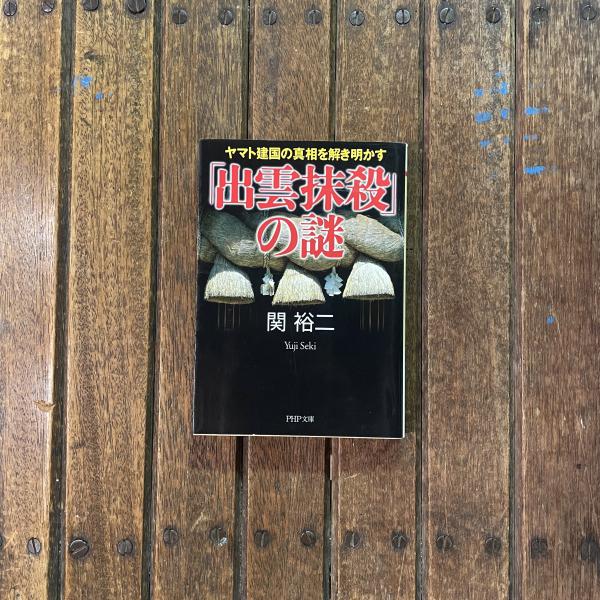 ヤマト建国の真相を解き明かす
「出雲抹殺」
の謎
関 裕二
Yuji Seki
PHP文庫